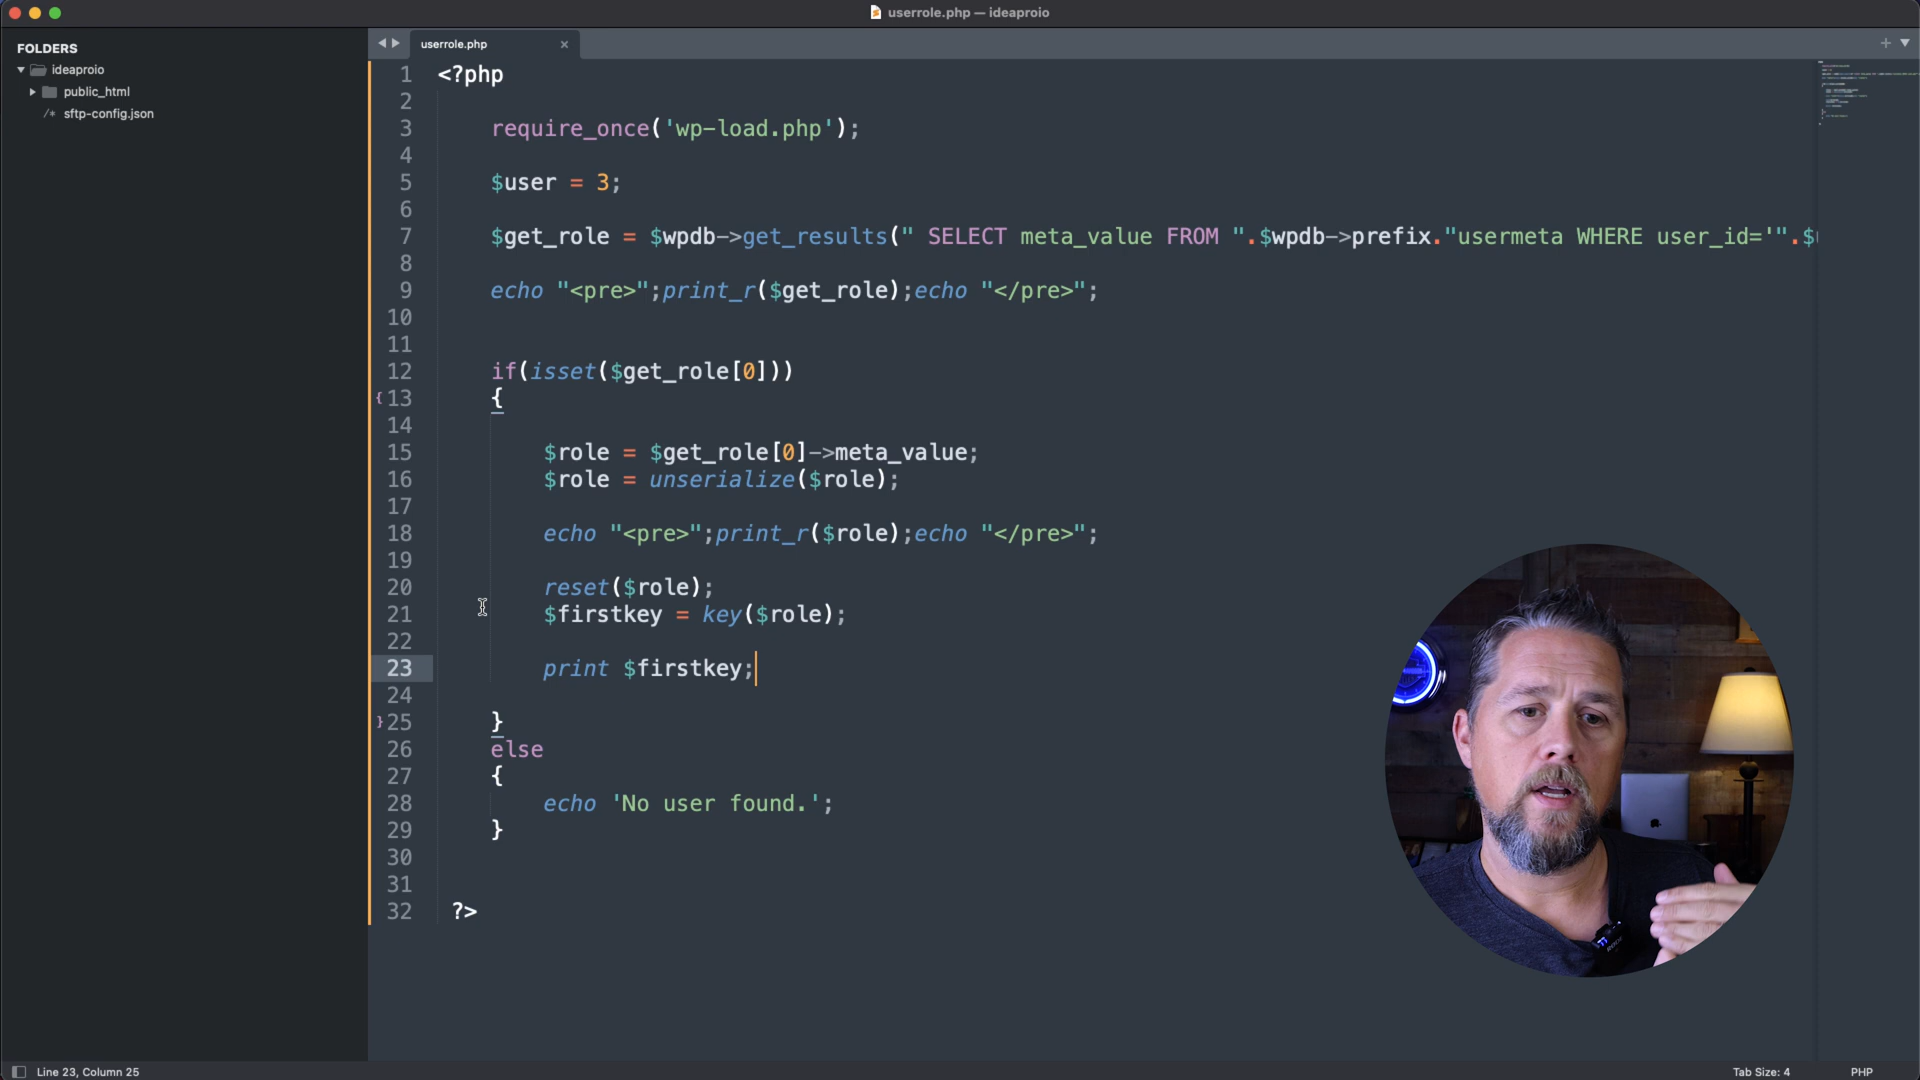 userrole.php — ideaproio
FOLDERS
ideaproio
public_html
/* sftp-config.json
userrole.php
1 <?php
2
3 require_once('wp-load.php');
4
5 $user = 3;
6
7 $get_role = $wpdb->get_results(" SELECT meta_value FROM ".$wpdb->prefix."usermeta WHERE user_id='".$
8
9 echo "<pre>";print_r($get_role);echo "</pre>";
10
11
12 if(isset($get_role[0]))
13 {
14
15 $role = $get_role[0]->meta_value;
16 $role = unserialize($role);
17
18 echo "<pre>";print_r($role);echo "</pre>";
19
20 reset($role);
21 $firstkey = key($role);
22
23 print $firstkey;
24
25 }
26 else
27 {
28 echo 'No user found.';
29 }
30
31
32 ?>
Line 23, Column 25
Tab Size: 4
PHP